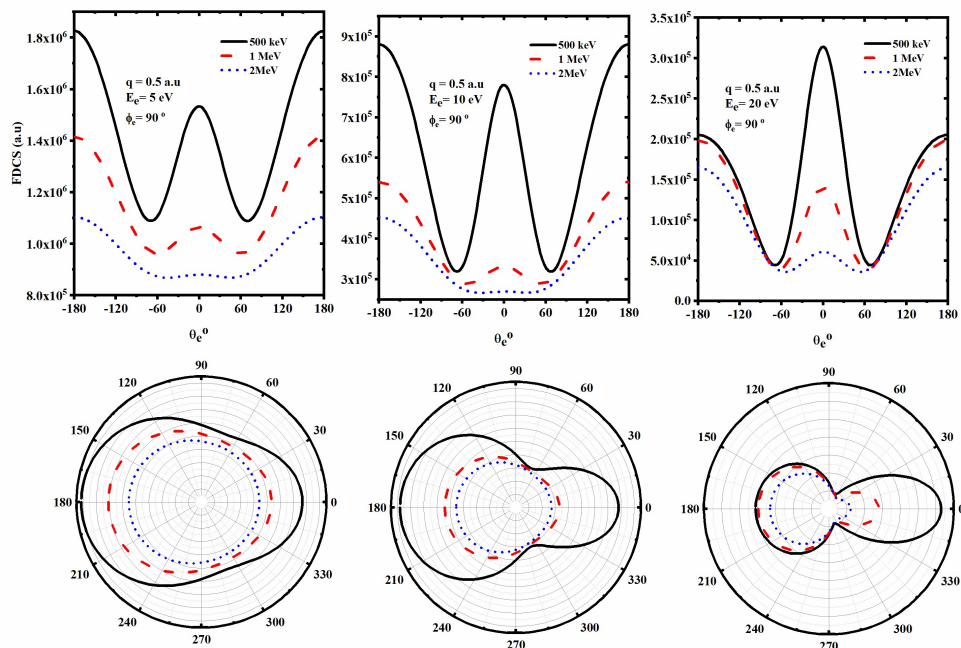 FDCS (a.u)
1.8x10⁶
1.6x10⁶
1.4x10⁶
1.2x10⁶
1.0x10⁶
8.0x10⁵
500 keV
1 MeV
2MeV
q = 0.5 a.u
Eₑ= 5 eV
ϕₑ= 90 º
-180 -120 -60 0 60 120 180
θₑº
9x10⁵
8x10⁵
7x10⁵
6x10⁵
5x10⁵
4x10⁵
3x10⁵
500 keV
1 MeV
2MeV
q = 0.5 a.u
Eₑ= 10 eV
ϕₑ= 90 º
-180 -120 -60 0 60 120 180
θₑº
3.5x10⁵
3.0x10⁵
2.5x10⁵
2.0x10⁵
1.5x10⁵
1.0x10⁵
5.0x10⁴
0.0
500 keV
1 MeV
2MeV
q = 0.5 a.u
Eₑ= 20 eV
ϕₑ= 90 º
-180 -120 -60 0 60 120 180
θₑº
90
120 60
150 30
180 0
210 330
240 300
270
90
120 60
150 30
180 0
210 330
240 300
270
90
120 60
150 30
180 0
210 330
240 300
270